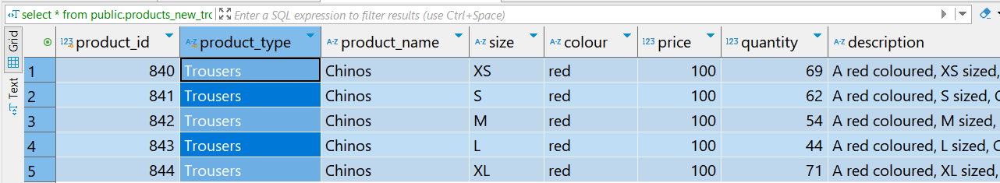 select * from public.products_new_tro Enter a SQL expression to filter results (use Ctrl+Space)
Grid
Text
123 product_id A-Z product_type A-Z product_name A-Z size A-Z colour 123 price 123 quantity A-Z description
1 840 Trousers Chinos XS red 100 69 A red coloured, XS sized,
2 841 Trousers Chinos S red 100 62 A red coloured, S sized, C
3 842 Trousers Chinos M red 100 54 A red coloured, M sized,
4 843 Trousers Chinos L red 100 44 A red coloured, L sized, C
5 844 Trousers Chinos XL red 100 71 A red coloured, XL sized,